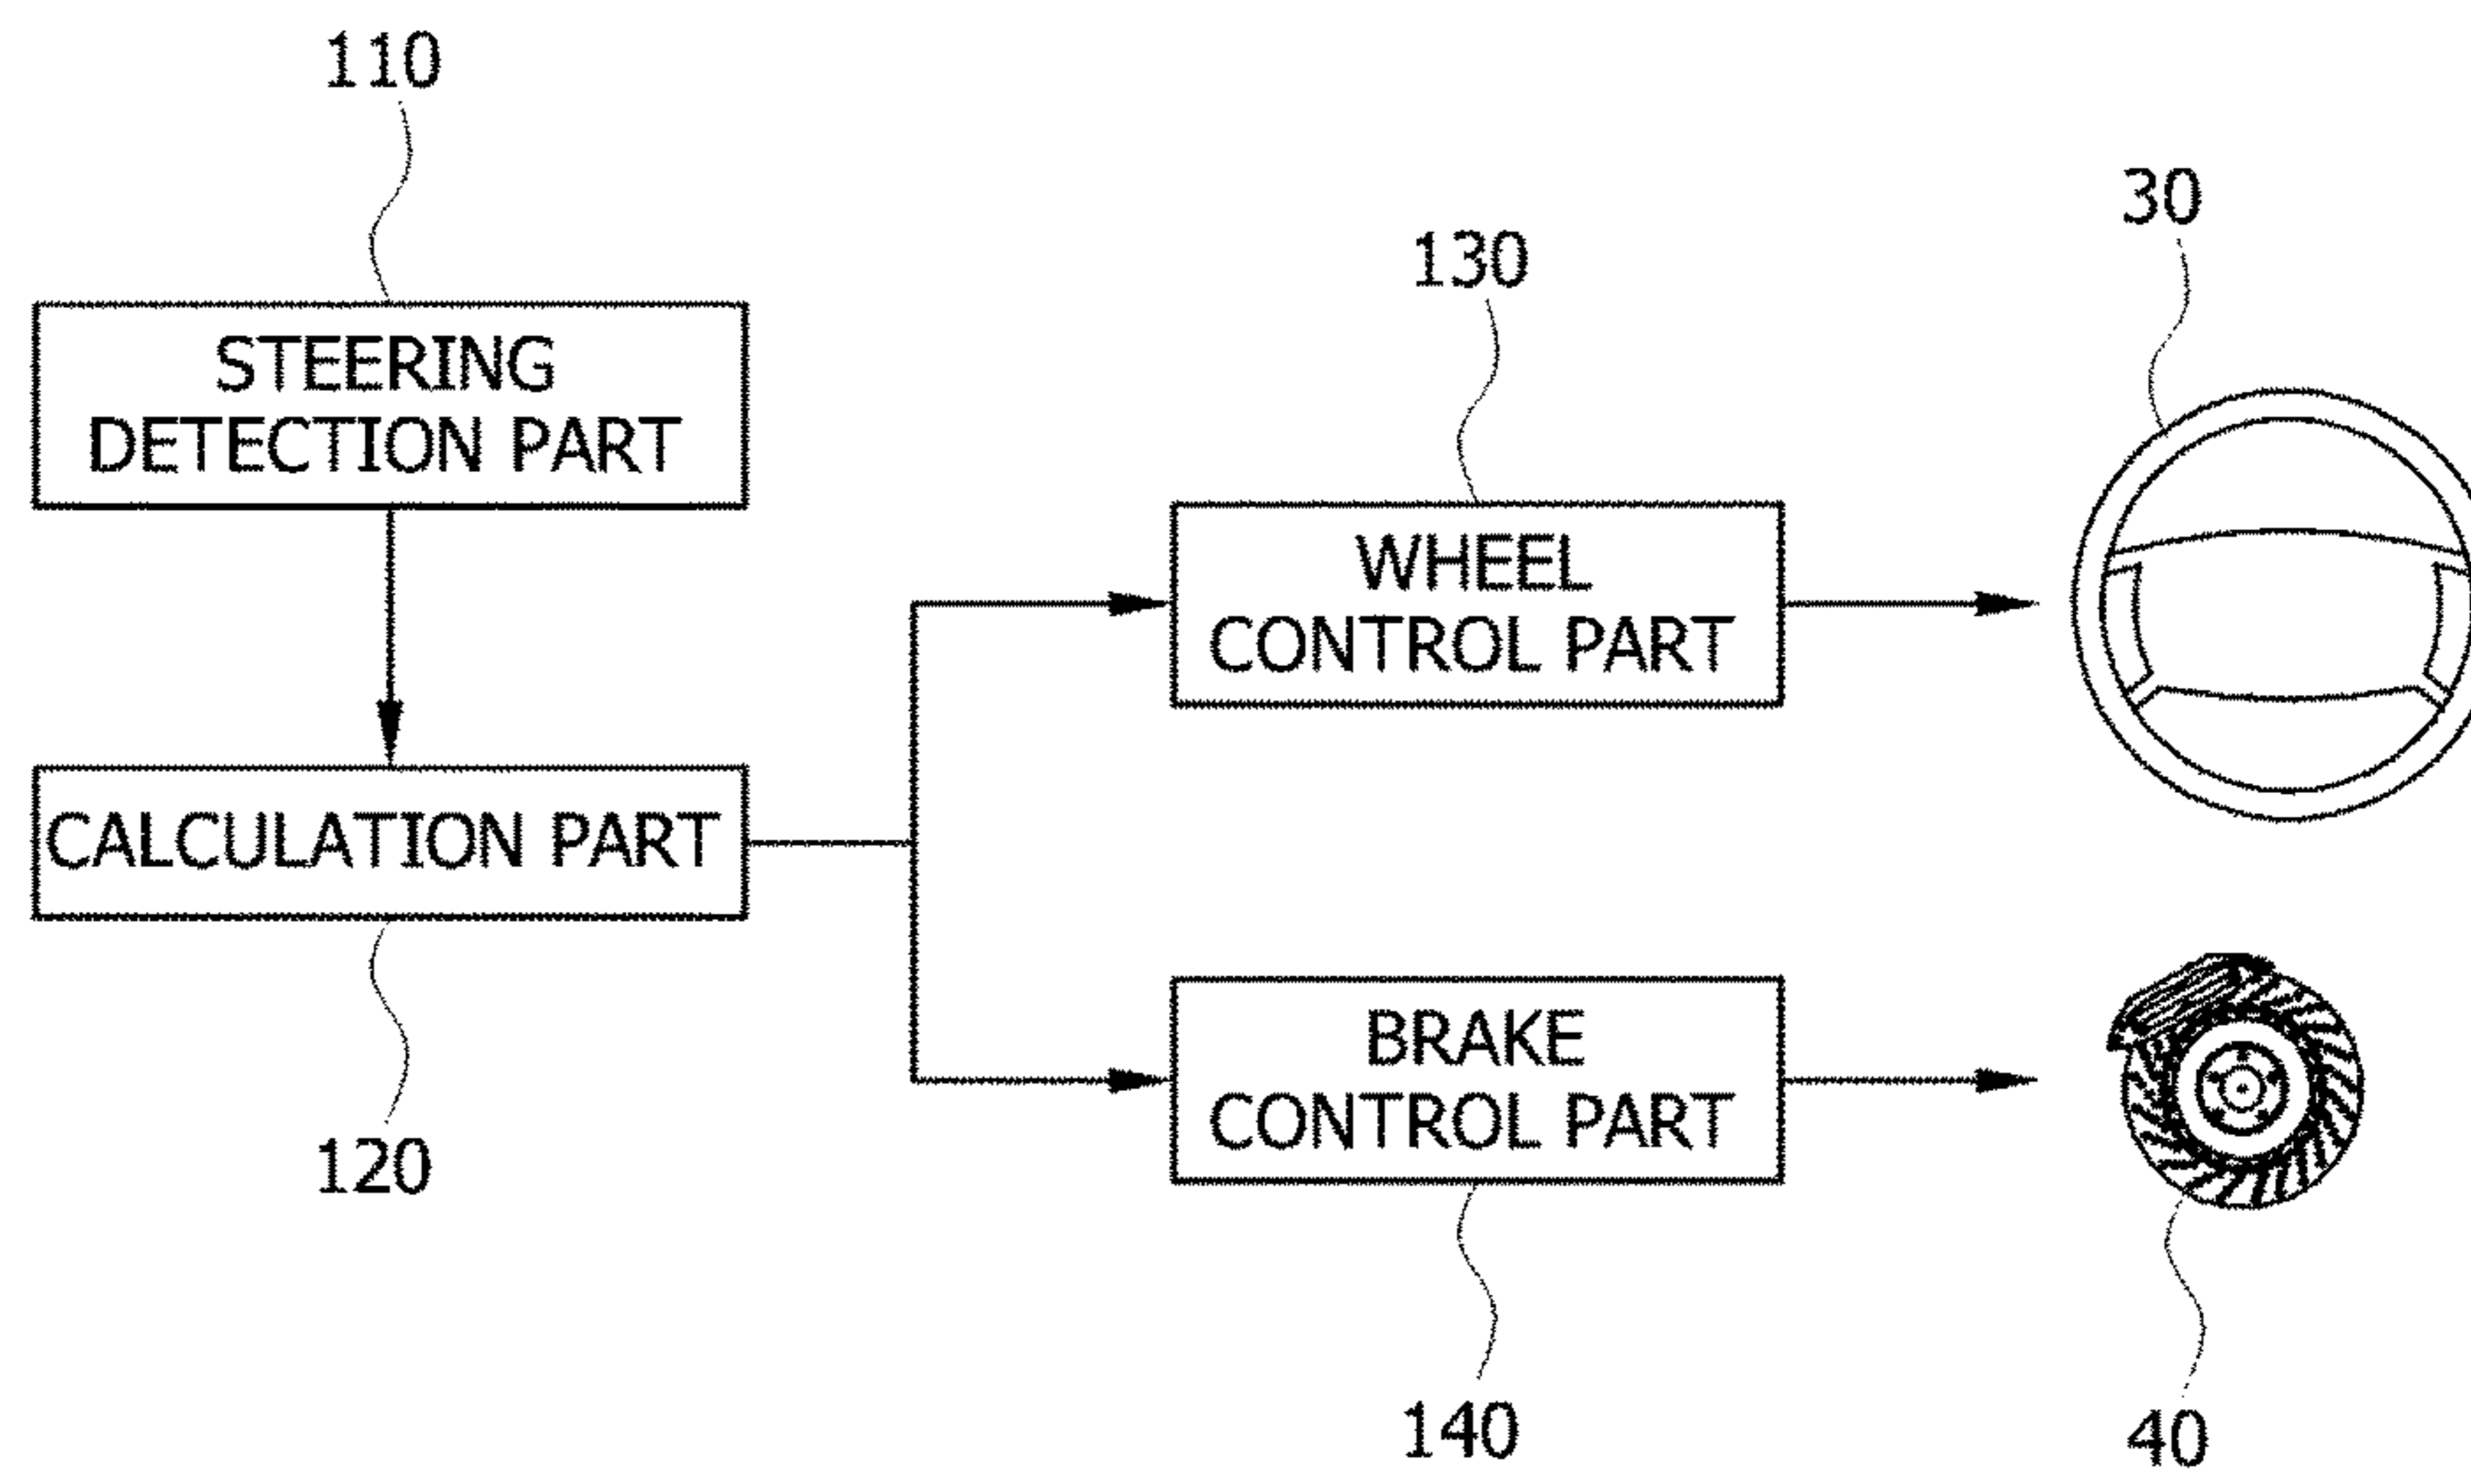 110
STEERING
DETECTION PART
CALCULATION PART
120
130
WHEEL
CONTROL PART
BRAKE
CONTROL PART
140
30
40